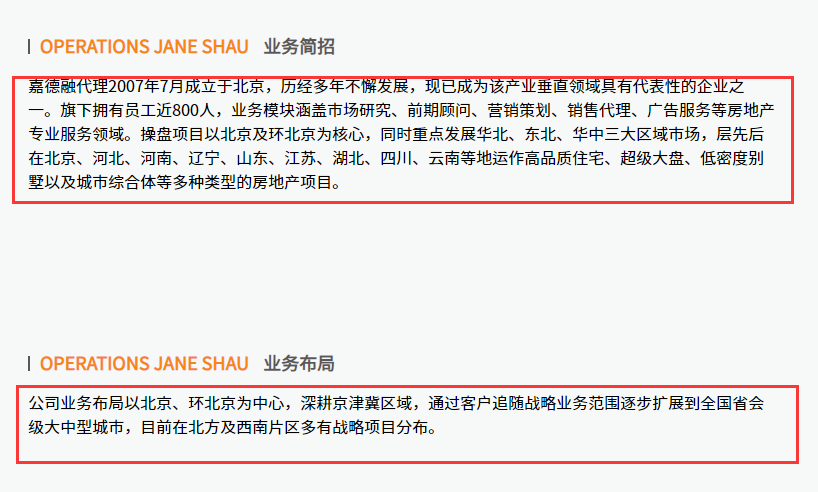 OPERATIONS JANE SHAU 业务简招
嘉德融代理2007年7月成立于北京，历经多年不懈发展，现已成为该产业垂直领域具有代表性的企业之
一。旗下拥有员工近800人，业务模块涵盖市场研究、前期顾问、营销策划、销售代理、广告服务等房地产
专业服务领域。操盘项目以北京及环北京为核心，同时重点发展华北、东北、华中三大区域市场，层先后
在北京、河北、河南、辽宁、山东、江苏、湖北、四川、云南等地运作高品质住宅、超级大盘、低密度别
墅以及城市综合体等多种类型的房地产项目。
OPERATIONS JANE SHAU 业务布局
公司业务布局以北京、环北京为中心，深耕京津冀区域，通过客户追随战略业务范围逐步扩展到全国省会
级大中型城市，目前在北方及西南片区多有战略项目分布。